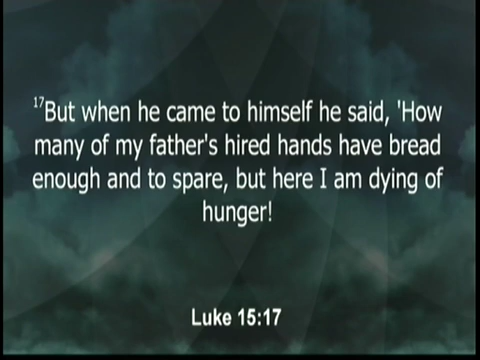 17But when he came to himself he said, 'How
many of my father's hired hands have bread
enough and to spare, but here I am dying of
hunger!
Luke 15:17